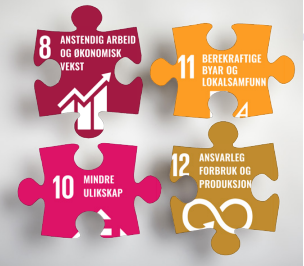 8 ANSTENDIG ARBEID
OG ØKONOMISK
VEKST
11 BEREKRAFTIGE
BYAR OG
LOKALSAMFUNN
10 MINDRE
ULIKSKAP
12 ANSVARLEG
FORBRUK OG
PRODUKSJON